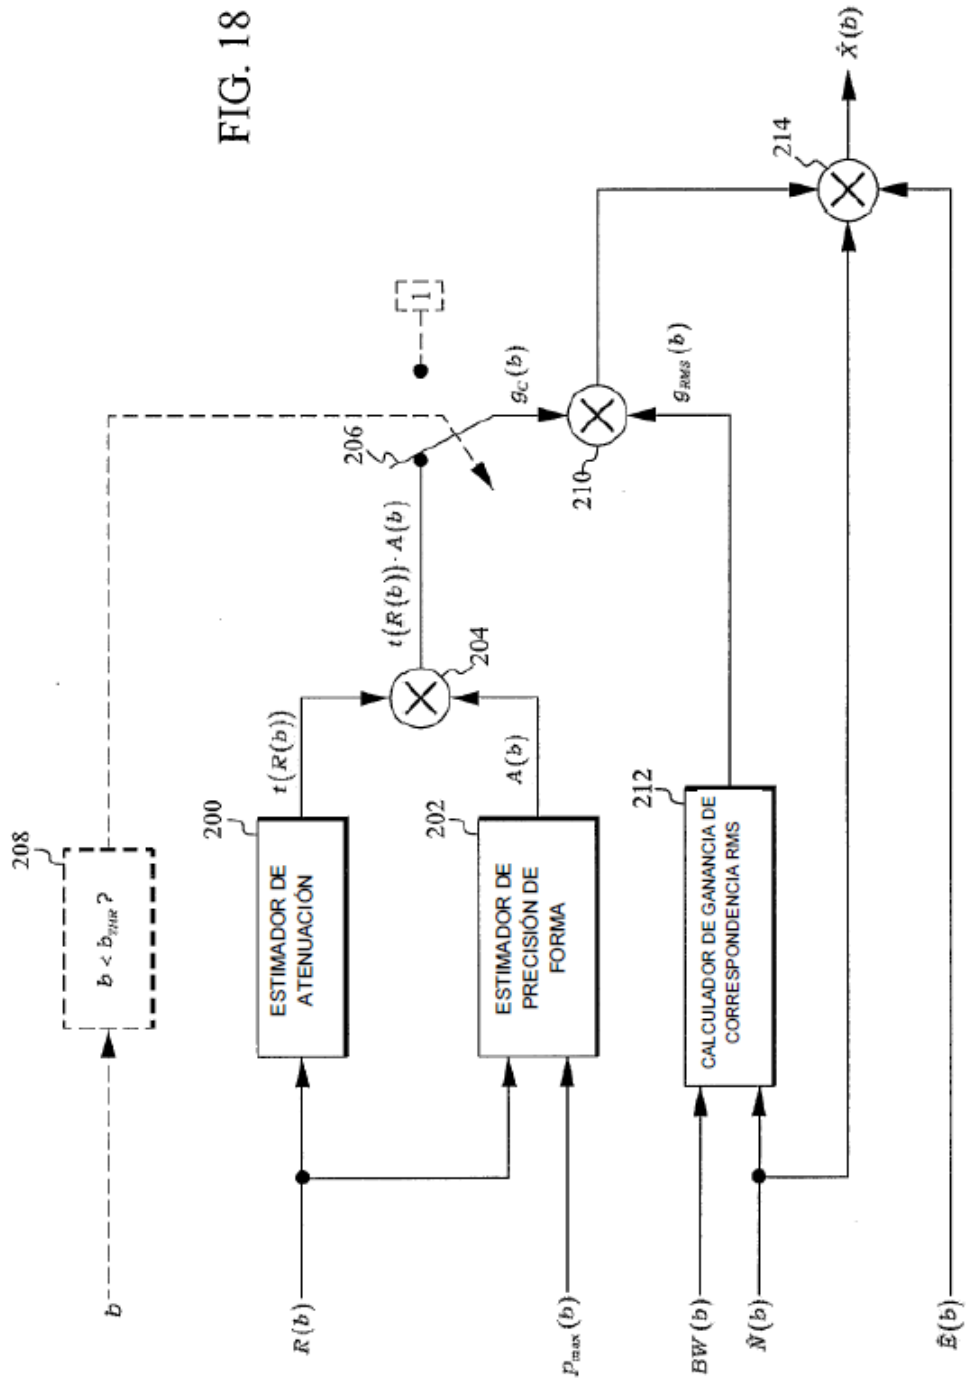 FIG. 18
208
b < b_THR ?
b
206
1
t(R(b)) · A(b)
g_C(b)
204
t(R(b))
A(b)
200
ESTIMADOR DE
ATENUACIÓN
R(b)
202
ESTIMADOR DE
PRECISIÓN DE
FORMA
p_max(b)
210
g_RMS(b)
212
CALCULADOR DE GANANCIA DE
CORRESPONDENCIA RMS
BW(b)
N̂(b)
214
X̂(b)
Ê(b)